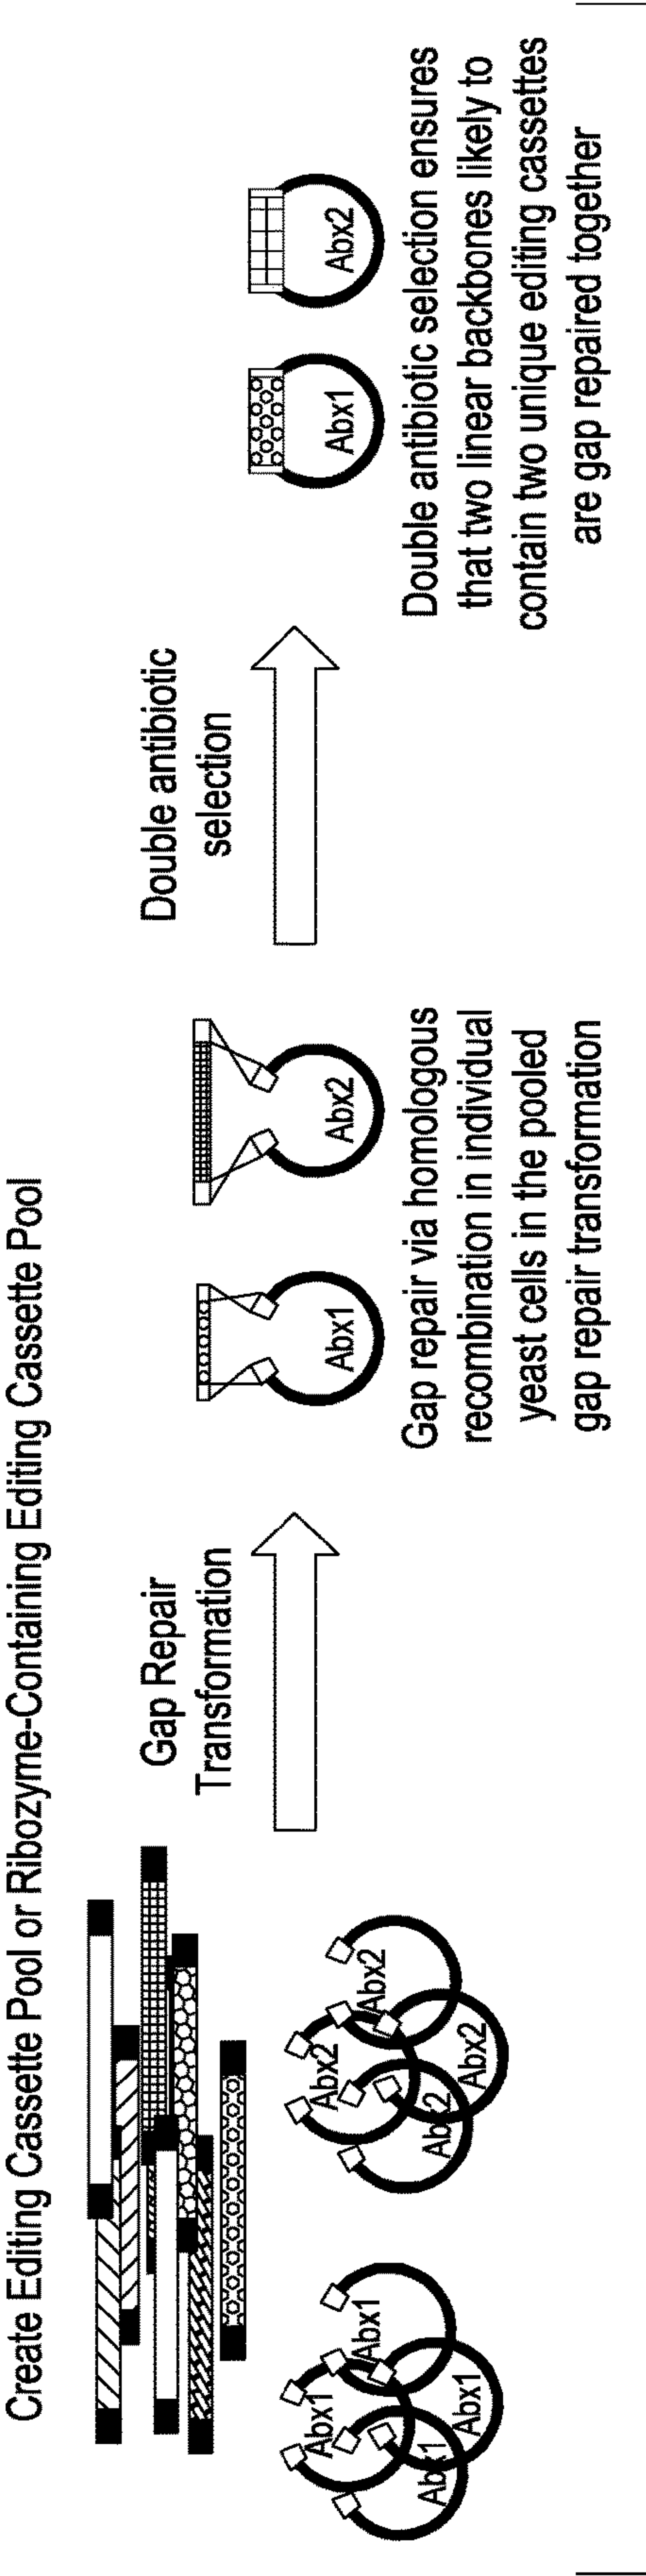 Create Editing Cassette Pool or Ribozyme-Containing Editing Cassette Pool
Abx1
Abx1
Abx1
Abx1
Abx2
Abx2
Abx2
Abx2
Gap Repair
Transformation
Abx1
Abx2
Gap repair via homologous
recombination in individual
yeast cells in the pooled
gap repair transformation
Double antibiotic
selection
Abx1
Abx2
Double antibiotic selection ensures
that two linear backbones likely to
contain two unique editing cassettes
are gap repaired together